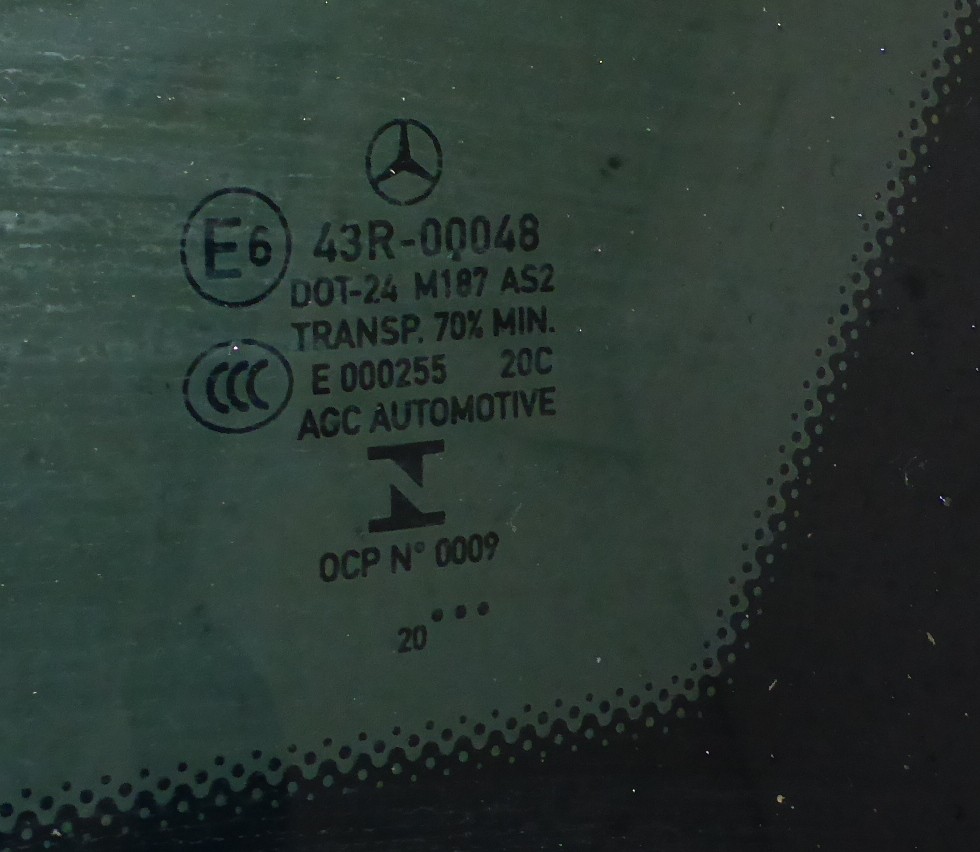 E6 43R-00048
DOT-24 M187 AS2
TRANSP. 70% MIN.
CCC E 000255 20C
AGC AUTOMOTIVE
OCP N° 0009
20